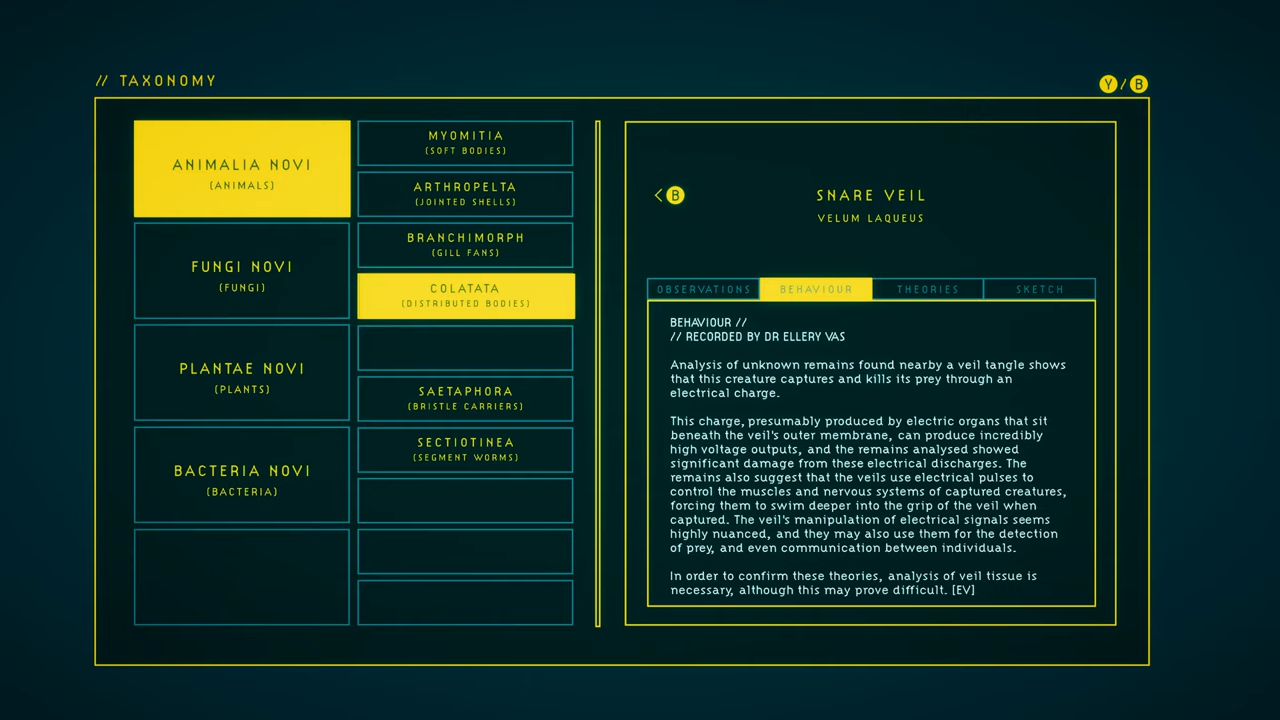 // TAXONOMY
Y / B
ANIMALIA NOVI
(ANIMALS)
FUNGI NOVI
(FUNGI)
PLANTAE NOVI
(PLANTS)
BACTERIA NOVI
(BACTERIA)
MYOMITIA
(SOFT BODIES)
ARTHROPELTA
(JOINTED SHELLS)
BRANCHIMORPH
(GILL FANS)
COLATATA
(DISTRIBUTED BODIES)
SAETAPHORA
(BRISTLE CARRIERS)
SECTIOTINEA
(SEGMENT WORMS)
< B
SNARE VEIL
VELUM LAQUEUS
OBSERVATIONS
BEHAVIOUR
THEORIES
SKETCH
BEHAVIOUR //
// RECORDED BY DR ELLERY VAS
Analysis of unknown remains found nearby a veil tangle shows
that this creature captures and kills its prey through an
electrical charge.
This charge, presumably produced by electric organs that sit
beneath the veil's outer membrane, can produce incredibly
high voltage outputs, and the remains analysed showed
significant damage from these electrical discharges. The
remains also suggest that the veils use electrical pulses to
control the muscles and nervous systems of captured creatures,
forcing them to swim deeper into the grip of the veil when
captured. The veil's manipulation of electrical signals seems
highly nuanced, and they may also use them for the detection
of prey, and even communication between individuals.
In order to confirm these theories, analysis of veil tissue is
necessary, although this may prove difficult. [EV]